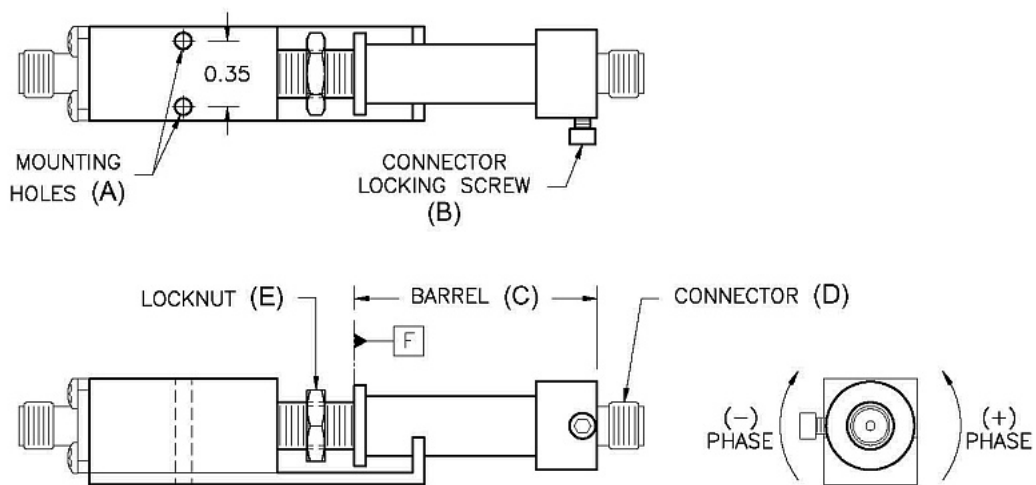 0.35
MOUNTING
HOLES (A)
CONNECTOR
LOCKING SCREW
(B)
LOCKNUT (E)
BARREL (C)
CONNECTOR (D)
F
(−)
PHASE
(+)
PHASE